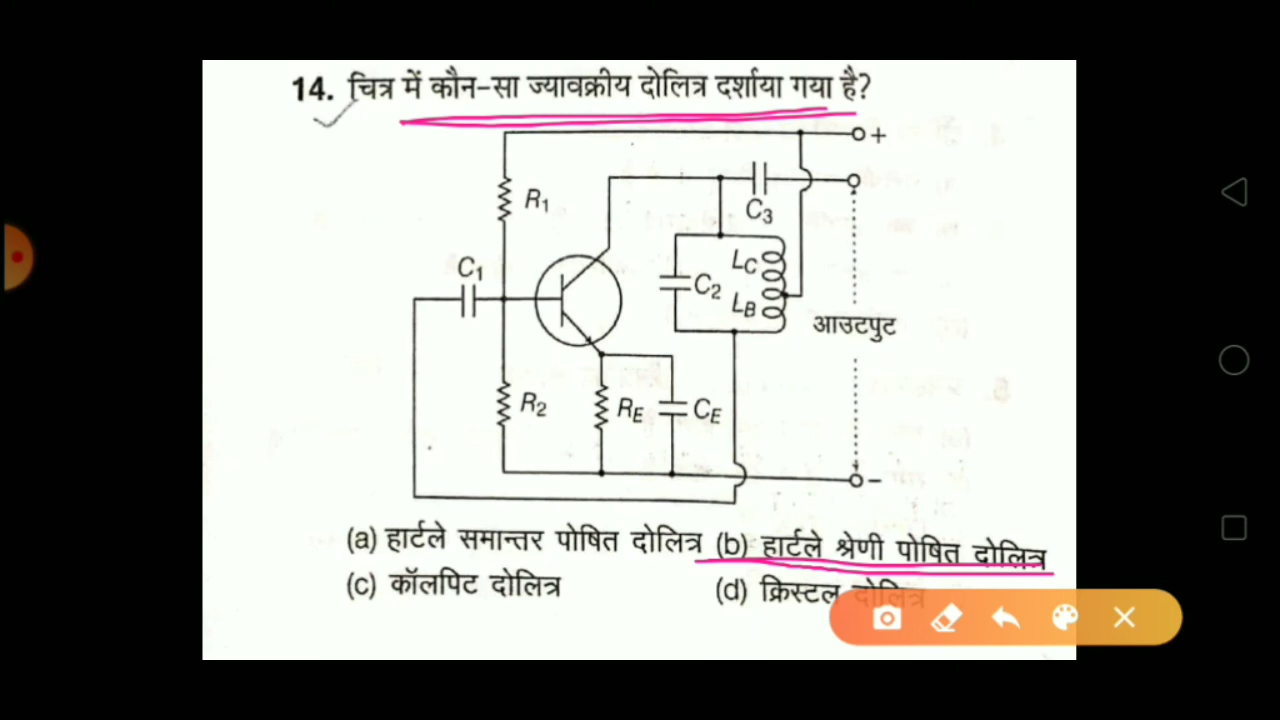 14. चित्र में कौन-सा ज्यावक्रीय दोलित्र दर्शाया गया है?
+
R1
C3
C1
LC
C2
LB
आउटपुट
R2
RE
CE
−
(a) हार्टले समान्तर पोषित दोलित्र (b) हार्टले श्रेणी पोषित दोलित्र
(c) कॉलपिट दोलित्र (d) क्रिस्टल दोलित्र